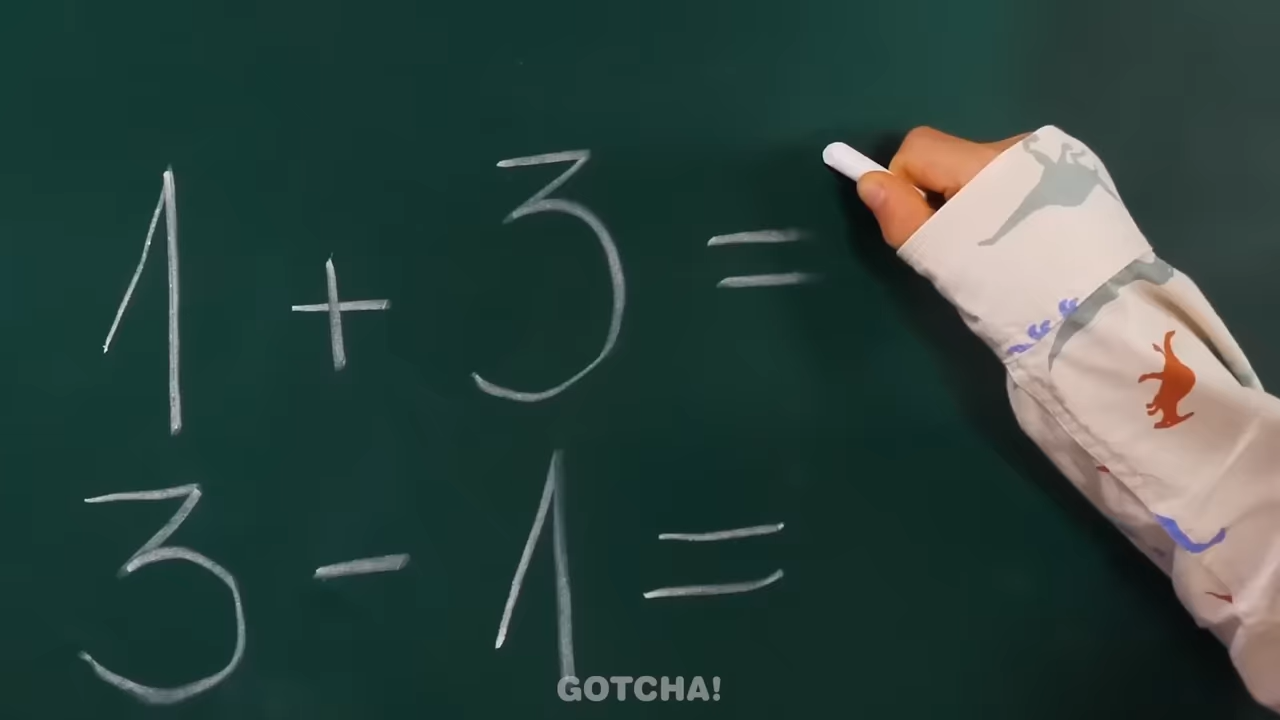 1 + 3 =
3 - 1 =
GOTCHA!